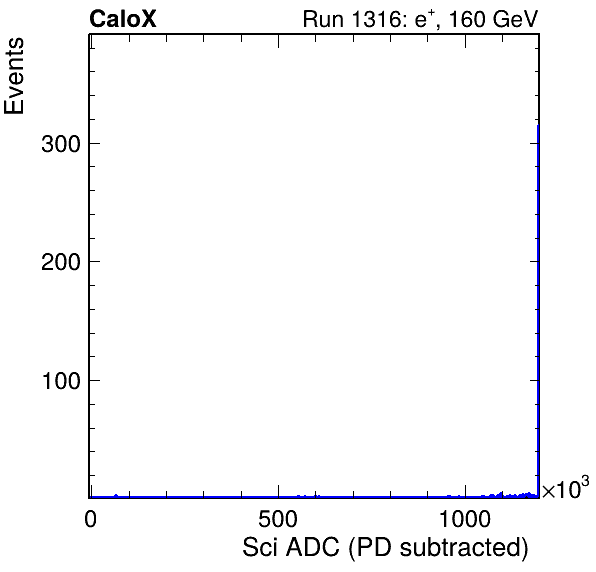 CaloX Run 1316: e⁺, 160 GeV
Events
300
200
100
0 500 1000 ×10³
Sci ADC (PD subtracted)